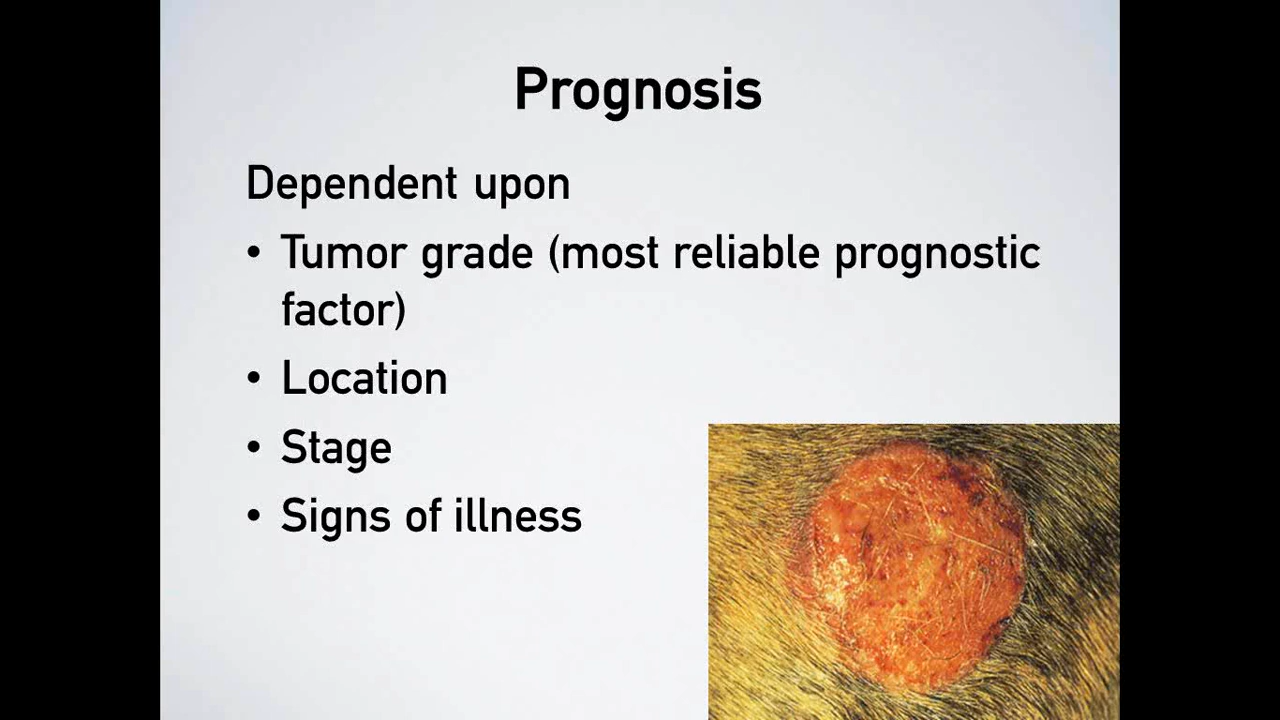 Prognosis
Dependent upon
• Tumor grade (most reliable prognostic
factor)
• Location
• Stage
• Signs of illness